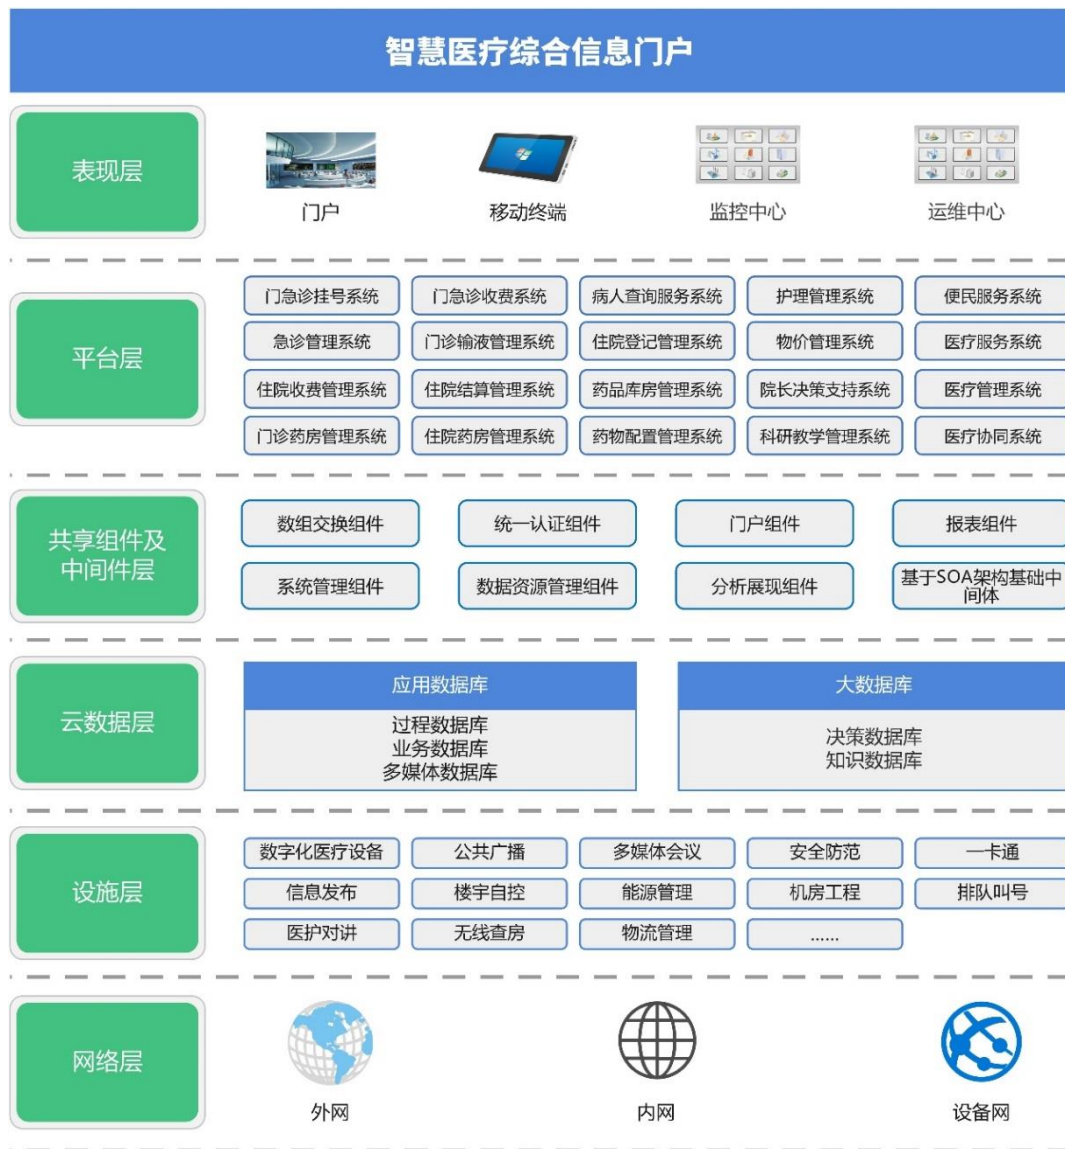 智慧医疗综合信息门户
表现层
门户
移动终端
监控中心
运维中心
平台层
门急诊挂号系统
门急诊收费系统
病人查询服务系统
护理管理系统
便民服务系统
急诊管理系统
门诊输液管理系统
住院登记管理系统
物价管理系统
医疗服务系统
住院收费管理系统
住院结算管理系统
药品库房管理系统
院长决策支持系统
医疗管理系统
门诊药房管理系统
住院药房管理系统
药物配置管理系统
科研教学管理系统
医疗协同系统
共享组件及
中间件层
数组交换组件
统一认证组件
门户组件
报表组件
系统管理组件
数据资源管理组件
分析展现组件
基于SOA架构基础中
间体
云数据层
应用数据库
过程数据库
业务数据库
多媒体数据库
大数据库
决策数据库
知识数据库
设施层
数字化医疗设备
公共广播
多媒体会议
安全防范
一卡通
信息发布
楼宇自控
能源管理
机房工程
排队叫号
医护对讲
无线查房
物流管理
......
网络层
外网
内网
设备网